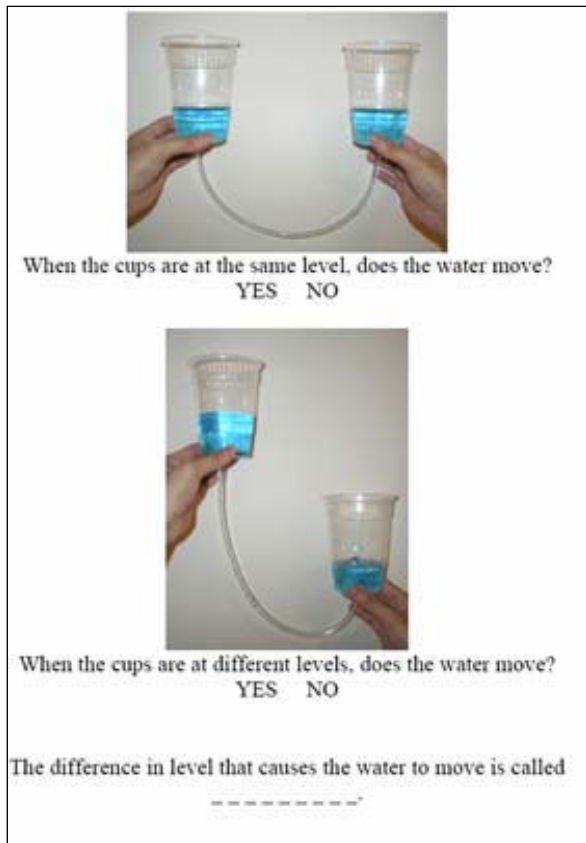 When the cups are at the same level, does the water move?
YES NO
When the cups are at different levels, does the water move?
YES NO
The difference in level that causes the water to move is called
_ _ _ _ _ _ _ _ _.